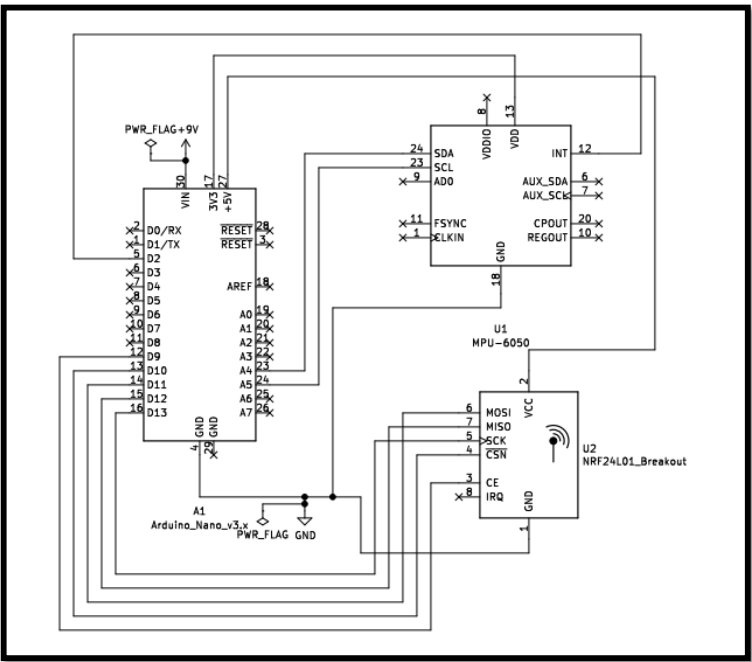 PWR_FLAG +9V
30
VIN
17
3V3
27
+5V
2 D0/RX
1 D1/TX
5 D2
6 D3
7 D4
8 D5
9 D6
10 D7
11 D8
12 D9
13 D10
14 D11
15 D12
16 D13
RESET 28
RESET 3
AREF 18
A0 19
A1 20
A2 21
A3 22
A4 23
A5 24
A6 25
A7 26
GND
4
GND
29
A1
Arduino_Nano_v3.x
PWR_FLAG GND
8
VDDIO
13
VDD
24 SDA
23 SCL
9 AD0
11 FSYNC
1 CLKIN
INT 12
AUX_SDA 6
AUX_SCL 7
CPOUT 20
REGOUT 10
GND
18
U1
MPU-6050
2
VCC
6 MOSI
7 MISO
5 SCK
4 CSN
3 CE
8 IRQ
GND
1
U2
NRF24L01_Breakout